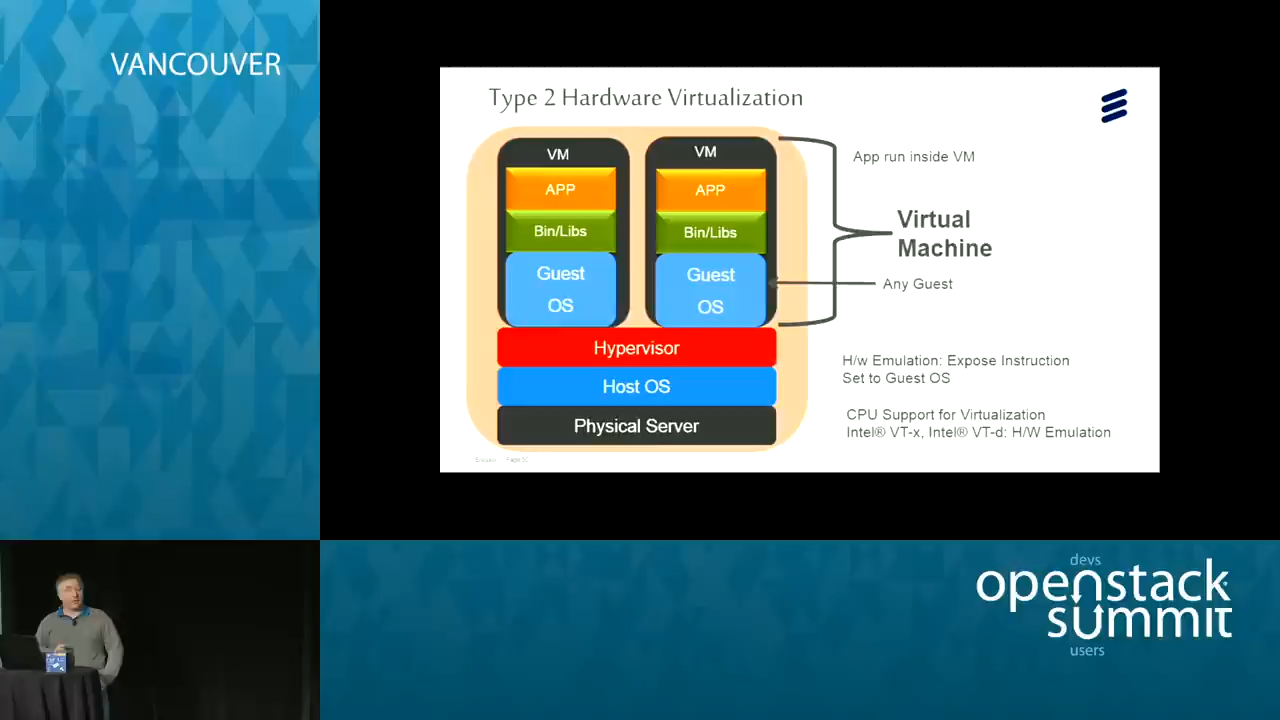 VANCOUVER
Type 2 Hardware Virtualization
VM
APP
Bin/Libs
Guest
OS
VM
APP
Bin/Libs
Guest
OS
Hypervisor
Host OS
Physical Server
App run inside VM
Virtual
Machine
Any Guest
H/w Emulation: Expose Instruction
Set to Guest OS
CPU Support for Virtualization
Intel® VT-x, Intel® VT-d: H/W Emulation
devs
openstack
summit
users